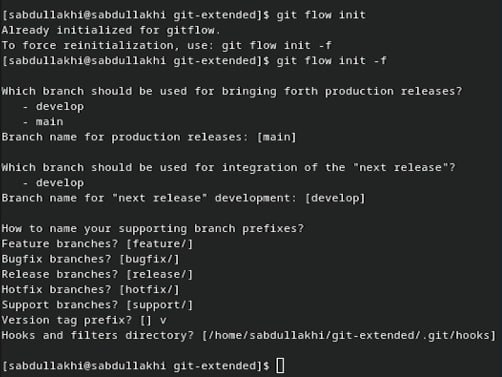 [sabdullakhi@sabdullakhi git-extended]$ git flow init
Already initialized for gitflow.
To force reinitialization, use: git flow init -f
[sabdullakhi@sabdullakhi git-extended]$ git flow init -f
Which branch should be used for bringing forth production releases?
- develop
- main
Branch name for production releases: [main]
Which branch should be used for integration of the "next release"?
- develop
Branch name for "next release" development: [develop]
How to name your supporting branch prefixes?
Feature branches? [feature/]
Bugfix branches? [bugfix/]
Release branches? [release/]
Hotfix branches? [hotfix/]
Support branches? [support/]
Version tag prefix? [] v
Hooks and filters directory? [/home/sabdullakhi/git-extended/.git/hooks]
[sabdullakhi@sabdullakhi git-extended]$